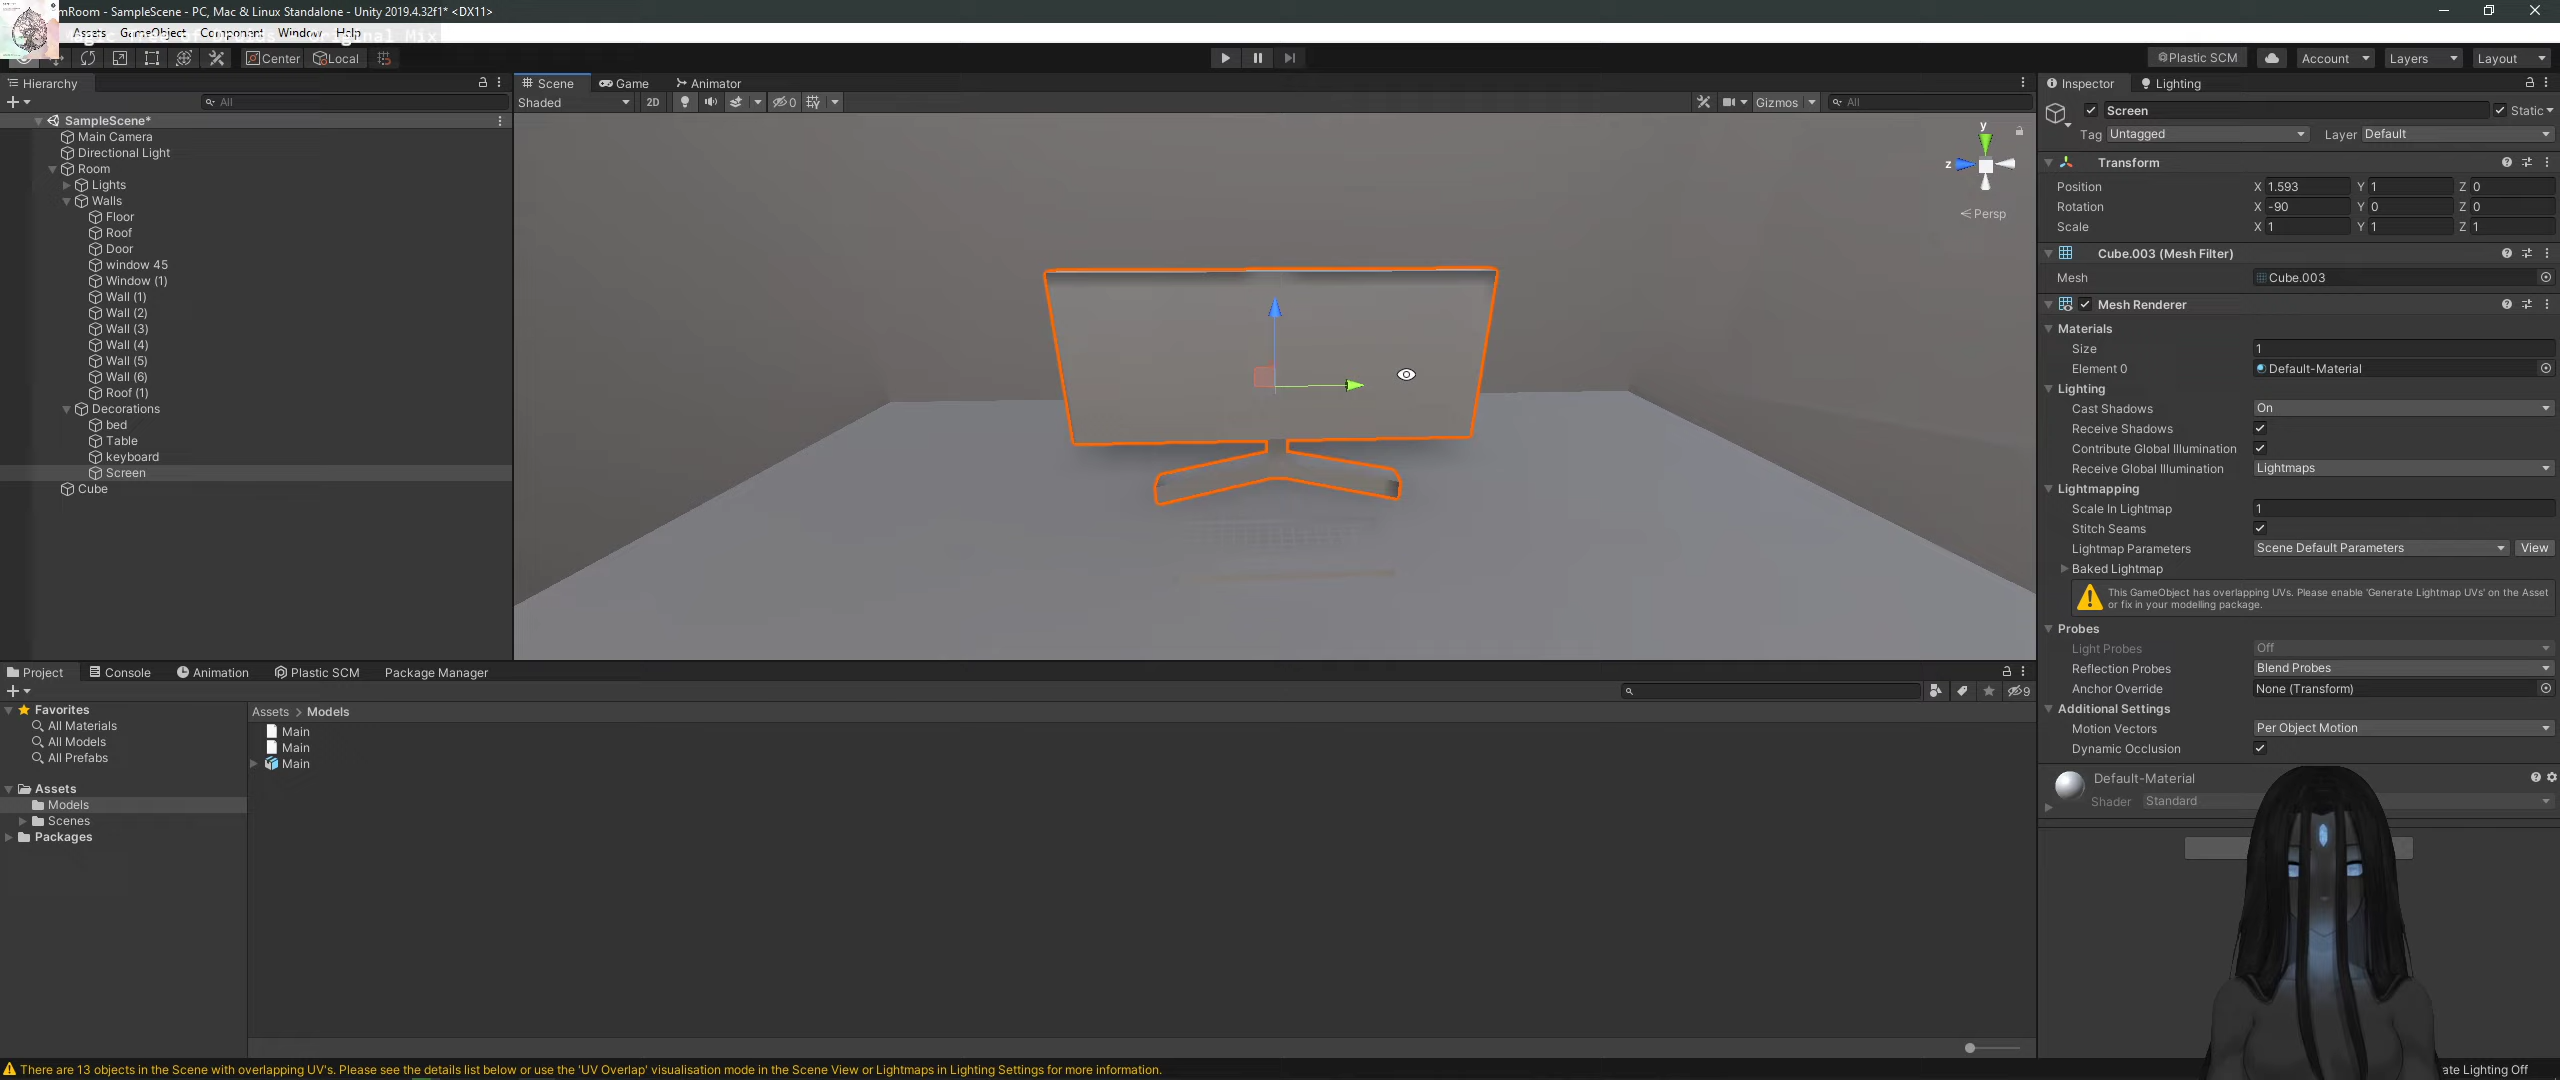 mRoom - SampleScene - PC, Mac & Linux Standalone - Unity 2019.4.32f1* <DX11>
Assets GameObject Component Window Help
Center Local
Plastic SCM Account Layers Layout
Hierarchy
All
SampleScene*
Main Camera
Directional Light
Room
Lights
Walls
Floor
Roof
Door
window 45
Window (1)
Wall (1)
Wall (2)
Wall (3)
Wall (4)
Wall (5)
Wall (6)
Roof (1)
Decorations
bed
Table
keyboard
Screen
Cube
Scene Game Animator
Shaded 2D 0 Gizmos All
y
z
Persp
Inspector Lighting
Screen Static
Tag Untagged Layer Default
Transform
Position X 1.593 Y 1 Z 0
Rotation X -90 Y 0 Z 0
Scale X 1 Y 1 Z 1
Cube.003 (Mesh Filter)
Mesh Cube.003
Mesh Renderer
Materials
Size 1
Element 0 Default-Material
Lighting
Cast Shadows On
Receive Shadows
Contribute Global Illumination
Receive Global Illumination Lightmaps
Lightmapping
Scale In Lightmap 1
Stitch Seams
Lightmap Parameters Scene Default Parameters View
Baked Lightmap
This GameObject has overlapping UVs. Please enable 'Generate Lightmap UVs' on the Asset
or fix in your modelling package.
Probes
Light Probes Off
Reflection Probes Blend Probes
Anchor Override None (Transform)
Additional Settings
Motion Vectors Per Object Motion
Dynamic Occlusion
Default-Material
Shader Standard
Project Console Animation Plastic SCM Package Manager
9
Favorites
All Materials
All Models
All Prefabs
Assets
Models
Scenes
Packages
Assets > Models
Main
Main
Main
There are 13 objects in the Scene with overlapping UV's. Please see the details list below or use the 'UV Overlap' visualisation mode in the Scene View or Lightmaps in Lighting Settings for more information.
ate Lighting Off